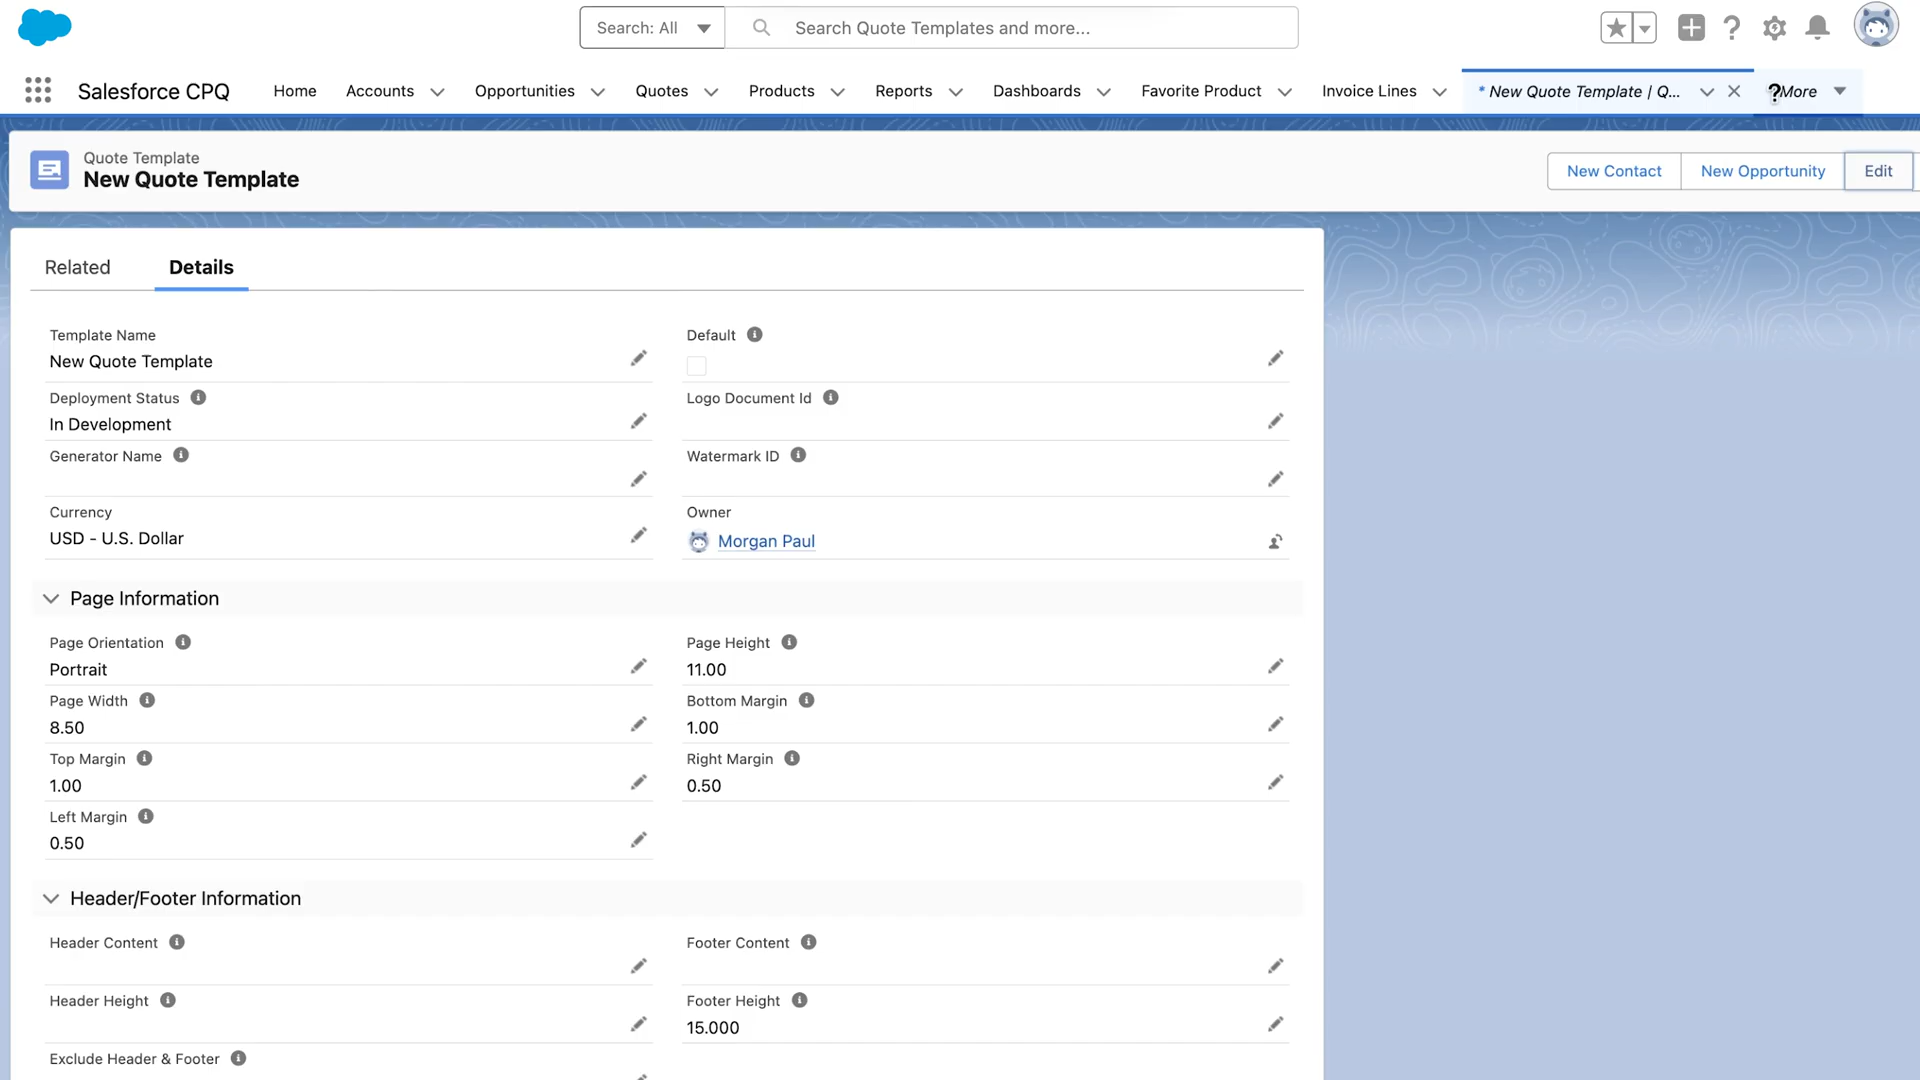 Search: All
Search Quote Templates and more...
Salesforce CPQ
Home
Accounts
Opportunities
Quotes
Products
Reports
Dashboards
Favorite Product
Invoice Lines
* New Quote Template | Q...
More
Quote Template
New Quote Template
New Contact
New Opportunity
Edit
Related
Details
Template Name
New Quote Template
Default
Deployment Status
In Development
Logo Document Id
Generator Name
Watermark ID
Currency
USD - U.S. Dollar
Owner
Morgan Paul
Page Information
Page Orientation
Portrait
Page Height
11.00
Page Width
8.50
Bottom Margin
1.00
Top Margin
1.00
Right Margin
0.50
Left Margin
0.50
Header/Footer Information
Header Content
Footer Content
Header Height
Footer Height
15.000
Exclude Header & Footer